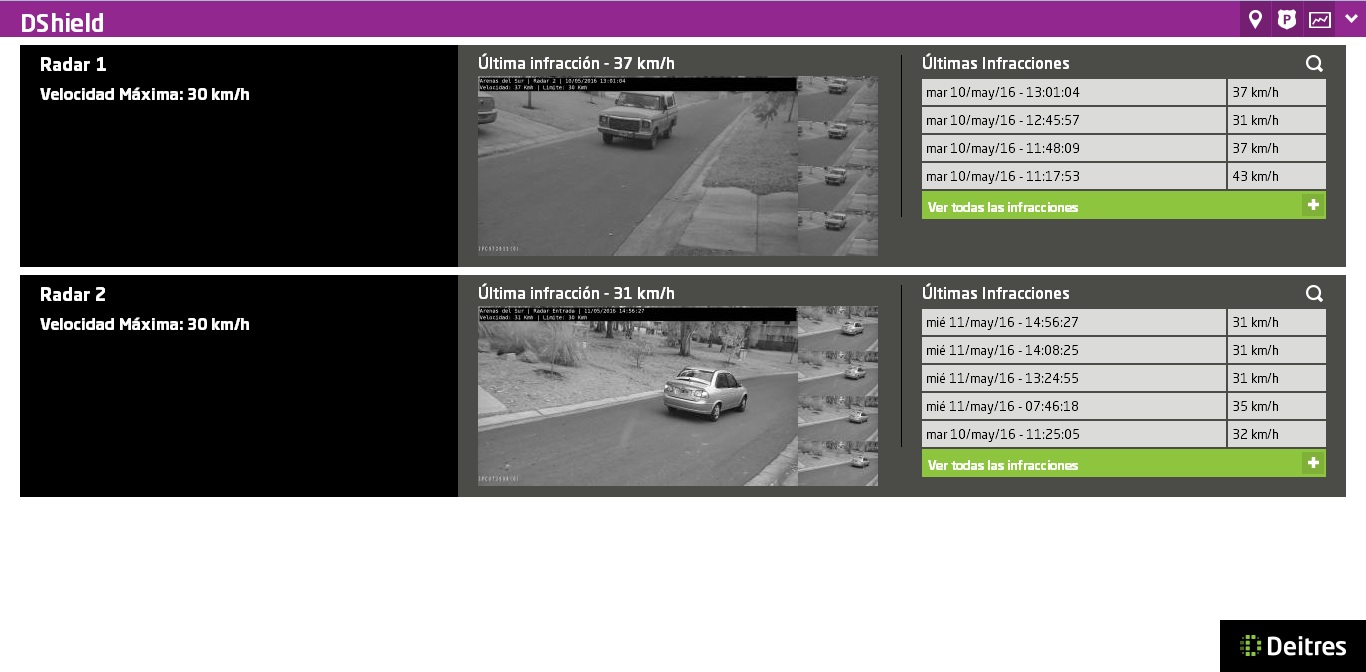 DShield
P
Radar 1
Velocidad Máxima: 30 km/h
Última infracción - 37 km/h
Arenas del Sur | Radar 2 | 10/05/2016 13:01:04
Velocidad: 37 Kmh | Limite: 30 Kmh
Últimas Infracciones
mar 10/may/16 - 13:01:04 37 km/h
mar 10/may/16 - 12:45:57 31 km/h
mar 10/may/16 - 11:48:09 37 km/h
mar 10/may/16 - 11:17:53 43 km/h
Ver todas las infracciones
Radar 2
Velocidad Máxima: 30 km/h
Última infracción - 31 km/h
Arenas del Sur | Radar Entrada | 11/05/2016 14:56:27
Velocidad: 31 Kmh | Limite: 30 Kmh
Últimas Infracciones
mié 11/may/16 - 14:56:27 31 km/h
mié 11/may/16 - 14:08:25 31 km/h
mié 11/may/16 - 13:24:55 31 km/h
mié 11/may/16 - 07:46:18 35 km/h
mar 10/may/16 - 11:25:05 32 km/h
Ver todas las infracciones
Deitres